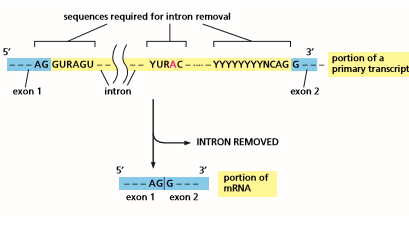 sequences required for intron removal
5′ 3′
– – – AG GURAGU – – – – YURAC – ····· – YYYYYYYYNCAG G – – –
portion of a
primary transcript
exon 1 intron exon 2
INTRON REMOVED
5′ 3′
– – – AG G – – –
portion of
mRNA
exon 1 exon 2